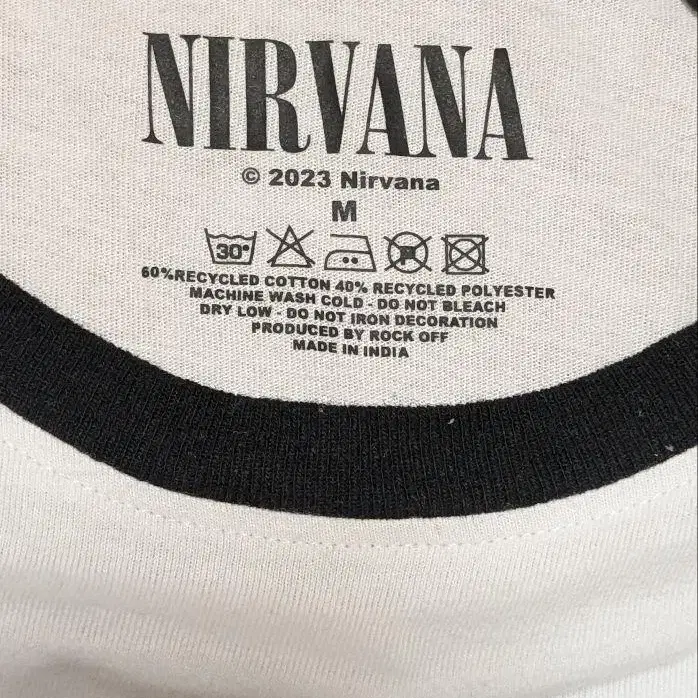 NIRVANA
© 2023 Nirvana
M
30°
60%RECYCLED COTTON 40% RECYCLED POLYESTER
MACHINE WASH COLD - DO NOT BLEACH
DRY LOW - DO NOT IRON DECORATION
PRODUCED BY ROCK OFF
MADE IN INDIA